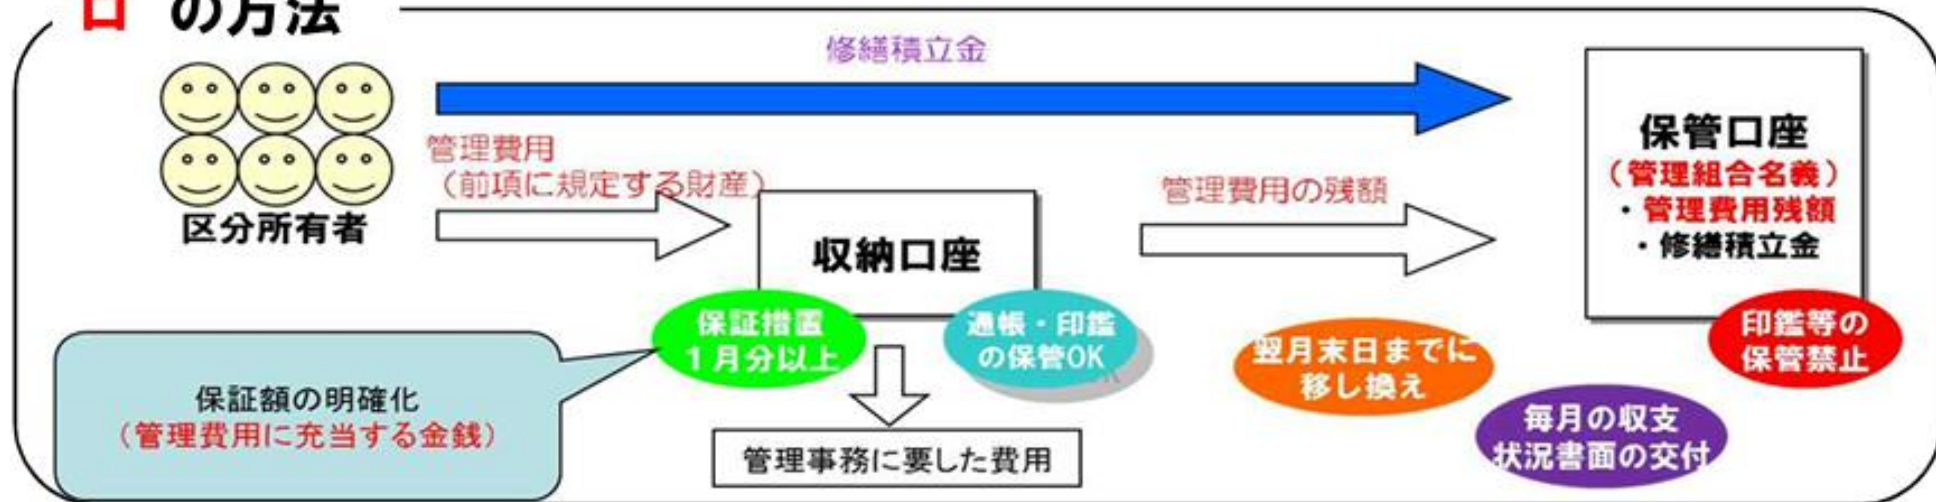 ロ の方法
修繕積立金
区分所有者
管理費用
（前項に規定する財産）
収納口座
管理費用の残額
保管口座
（管理組合名義）
・管理費用残額
・修繕積立金
保証措置
１月分以上
通帳・印鑑
の保管OK
翌月末日までに
移し換え
印鑑等の
保管禁止
毎月の収支
状況書面の交付
保証額の明確化
（管理費用に充当する金銭）
管理事務に要した費用